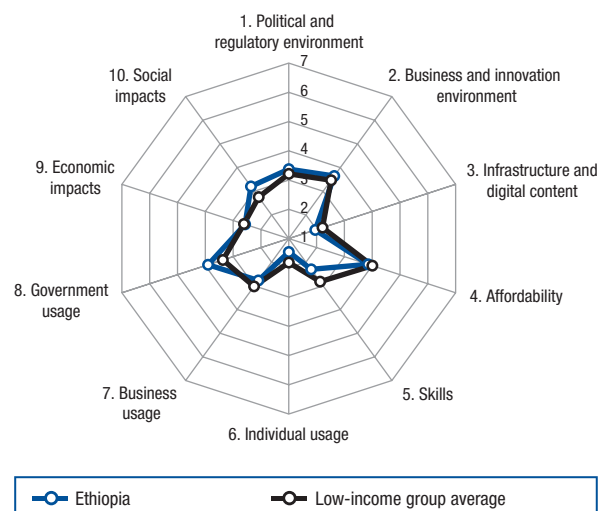 1. Political and
regulatory environment
2. Business and innovation
environment
3. Infrastructure and
digital content
4. Affordability
5. Skills
6. Individual usage
7. Business
usage
8. Government
usage
9. Economic
impacts
10. Social
impacts
7
6
5
4
3
2
1
Ethiopia
Low-income group average